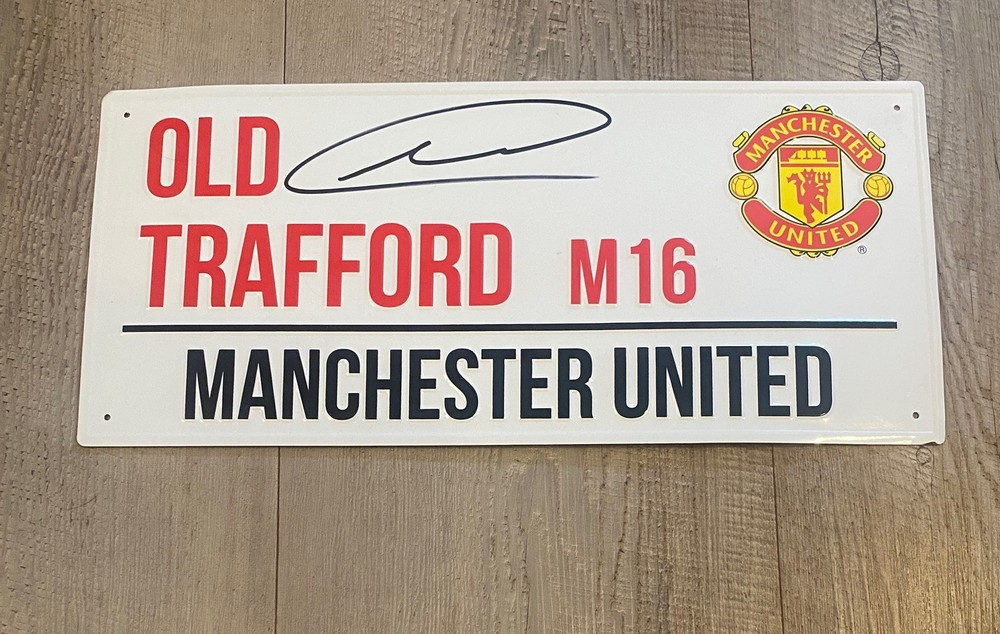 OLD
TRAFFORD M16
MANCHESTER UNITED
MANCHESTER
UNITED
®